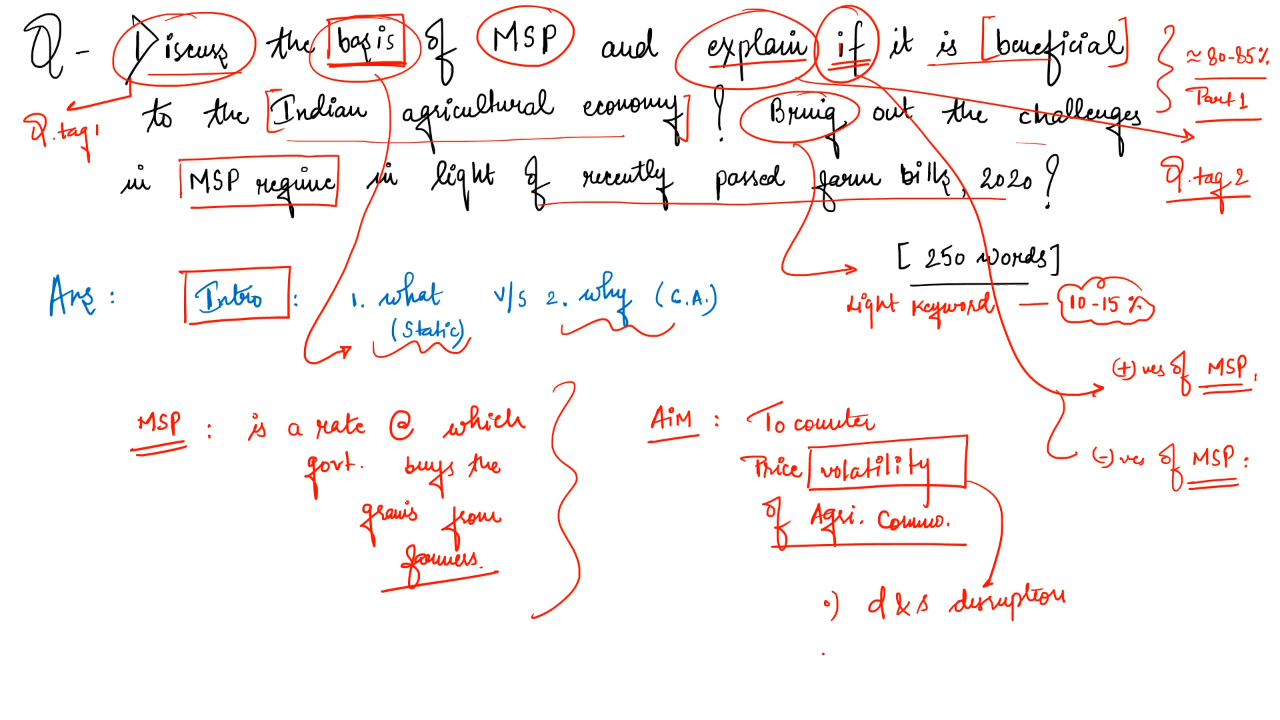 Q - Discuss the basis of MSP and explain if it is [beneficial]
to the [Indian agricultural economy] ? Bring out the challenges
in MSP regime in light of recently passed farm bills, 2020 ?
≈ 80-85%
Part 1
Q.tag 1
Q.tag 2
[250 words]
light keyword — 10-15 %
Ans : Intro : 1. what v/s 2. why (C.A.)
(Static)
(+) ves of MSP,
(-) ves of MSP :
MSP : is a rate @ which
govt. buys the
grains from
farmers.
AIM : To counter
Price volatility
of Agri. Commo.
•) d & s disruption